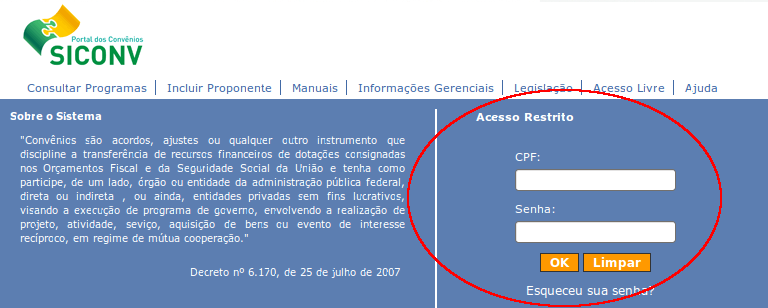 Portal dos Convênios
SICONV
Consultar Programas | Incluir Proponente | Manuais | Informações Gerenciais | Legislação | Acesso Livre | Ajuda
Sobre o Sistema
"Convênios são acordos, ajustes ou qualquer outro instrumento que
discipline a transferência de recursos financeiros de dotações consignadas
nos Orçamentos Fiscal e da Seguridade Social da União e tenha como
partícipe, de um lado, órgão ou entidade da administração pública federal,
direta ou indireta , ou ainda, entidades privadas sem fins lucrativos,
visando a execução de programa de governo, envolvendo a realização de
projeto, atividade, seviço, aquisição de bens ou evento de interesse
recíproco, em regime de mútua cooperação."
Decreto nº 6.170, de 25 de julho de 2007
Acesso Restrito
CPF:
Senha:
OK Limpar
Esqueceu sua senha?